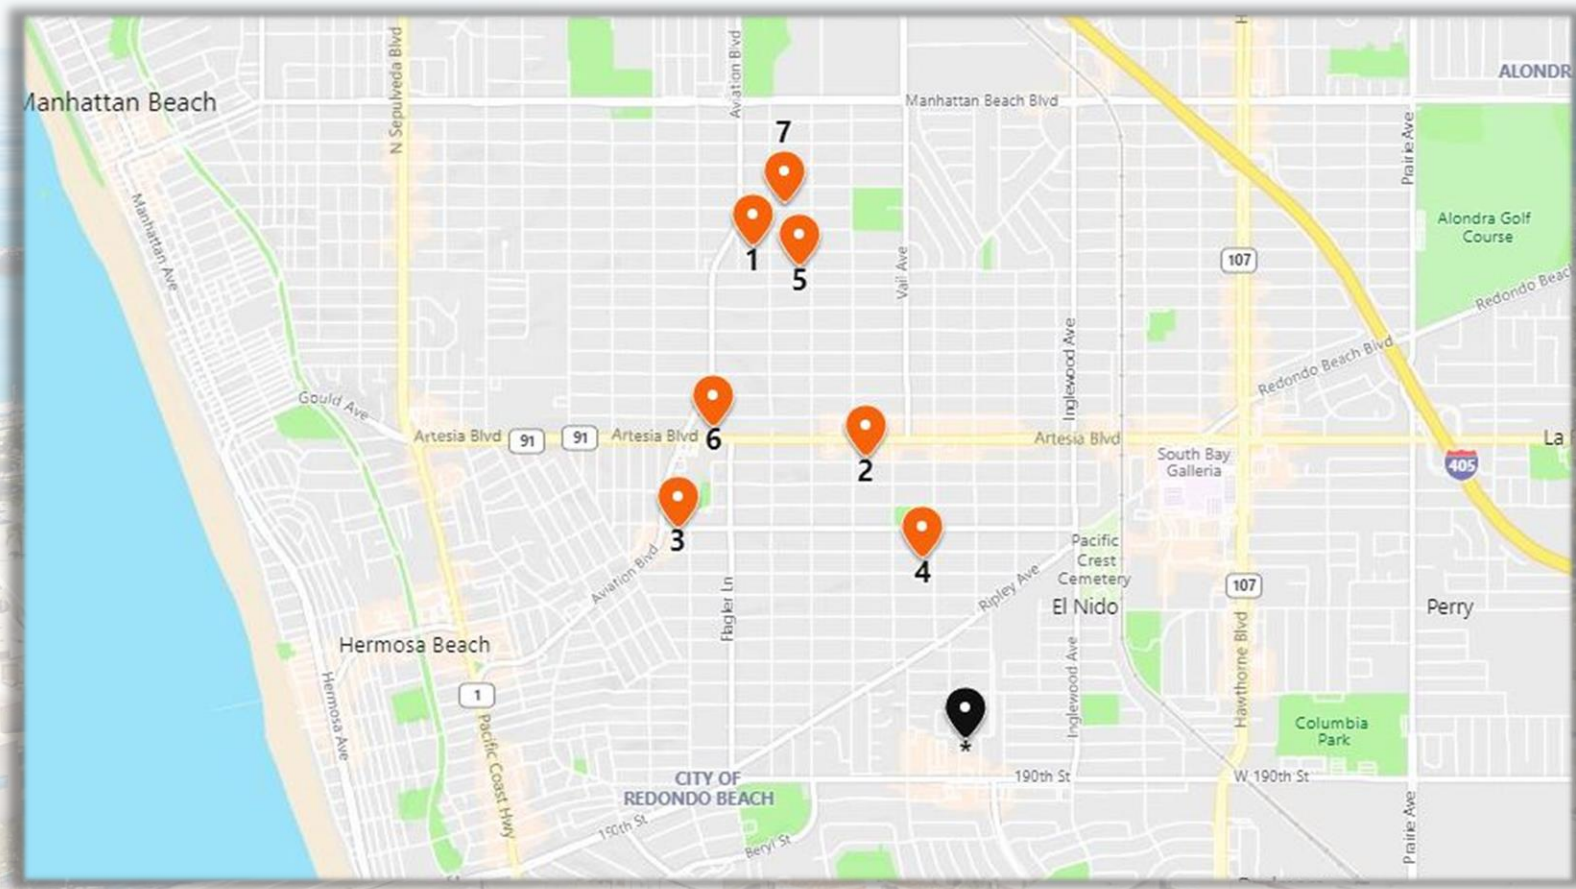 N Sepulveda Blvd
Aviation Blvd
ALONDR
Manhattan Beach
Manhattan Beach Blvd
7
Prairie Ave
Manhattan Ave
1
5
Vail Ave
107
Alondra Golf
Course
Redondo Beac
Inglewood Ave
Redondo Beach Blvd
Gould Ave
Artesia Blvd
91
91
Artesia Blvd
6
2
Artesia Blvd
South Bay
Galleria
405
La
3
4
Aviation Blvd
Flagler Ln
Ripley Ave
Pacific
Crest
Cemetery
El Nido
107
Perry
Hermosa Beach
1
Hermosa Ave
Pacific Coast Hwy
Inglewood Ave
Hawthorne Blvd
*
Columbia
Park
CITY OF
REDONDO BEACH
190th St
W 190th St
190th St
Beryl St
Prairie Ave